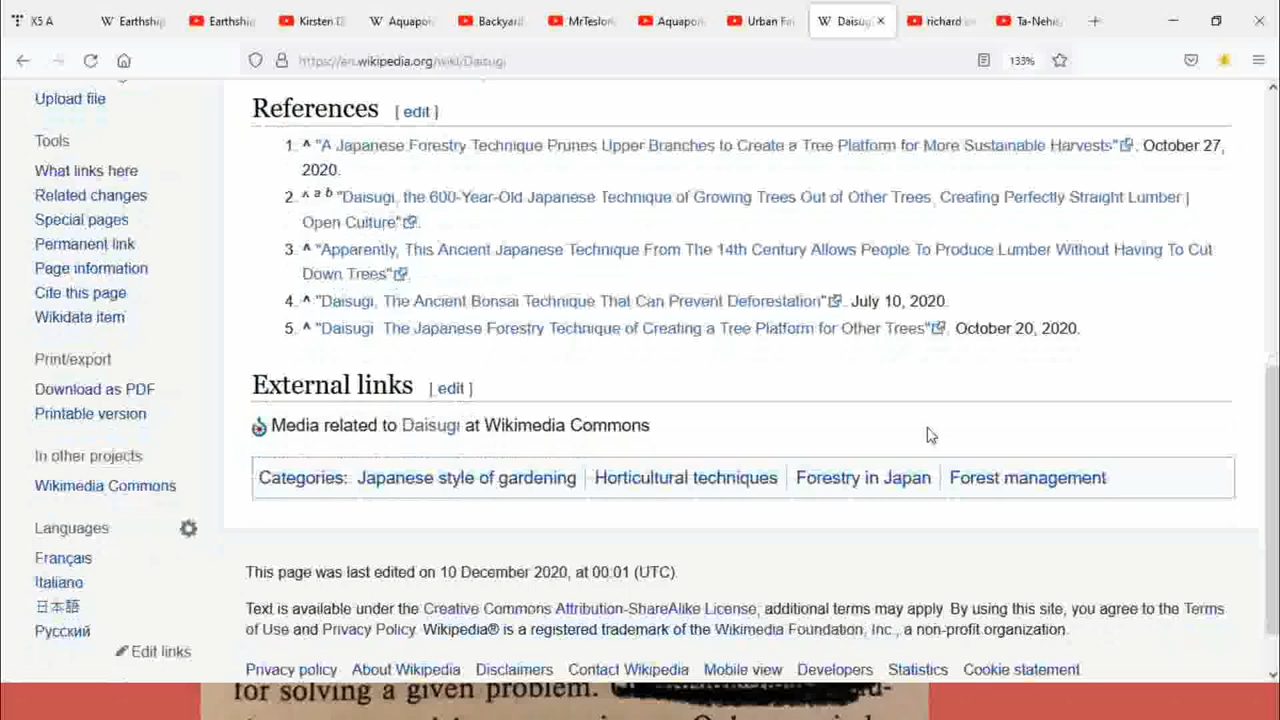 X5 A
Earthship
Earthship
Kirsten D
Aquapo
Backyard
MrTeslon
Aquapon
Urban Fa
Daisugi
richard
Ta-Nehis
https://en.wikipedia.org/wiki/Daisugi
133%
Upload file
Tools
What links here
Related changes
Special pages
Permanent link
Page information
Cite this page
Wikidata item
Print/export
Download as PDF
Printable version
In other projects
Wikimedia Commons
Languages
Français
Italiano
日本語
Русский
Edit links
References [ edit ]
1. ^ "A Japanese Forestry Technique Prunes Upper Branches to Create a Tree Platform for More Sustainable Harvests". October 27,
2020.
2. ^ a b "Daisugi, the 600-Year-Old Japanese Technique of Growing Trees Out of Other Trees, Creating Perfectly Straight Lumber |
Open Culture".
3. ^ "Apparently, This Ancient Japanese Technique From The 14th Century Allows People To Produce Lumber Without Having To Cut
Down Trees".
4. ^ "Daisugi, The Ancient Bonsai Technique That Can Prevent Deforestation". July 10, 2020.
5. ^ "Daisugi The Japanese Forestry Technique of Creating a Tree Platform for Other Trees". October 20, 2020.
External links [ edit ]
Media related to Daisugi at Wikimedia Commons
Categories: Japanese style of gardening | Horticultural techniques | Forestry in Japan | Forest management
This page was last edited on 10 December 2020, at 00:01 (UTC).
Text is available under the Creative Commons Attribution-ShareAlike License, additional terms may apply. By using this site, you agree to the Terms
of Use and Privacy Policy. Wikipedia® is a registered trademark of the Wikimedia Foundation, Inc., a non-profit organization.
Privacy policy About Wikipedia Disclaimers Contact Wikipedia Mobile view Developers Statistics Cookie statement
for solving a given problem.